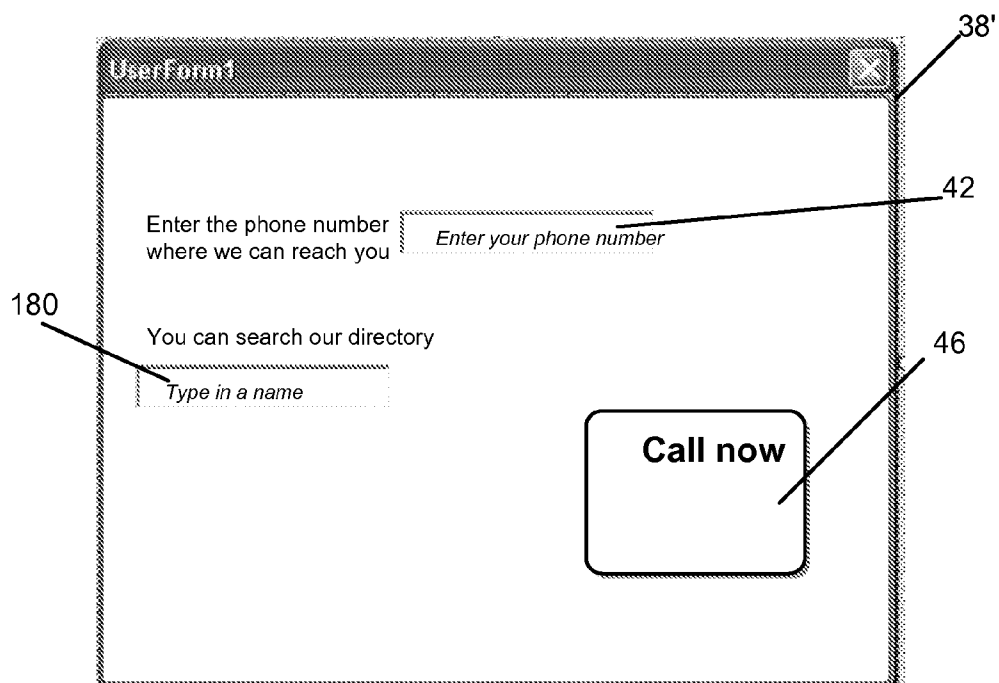 38'
UserForm1
42
Enter the phone number
where we can reach you
Enter your phone number
180
You can search our directory
46
Type in a name
Call now